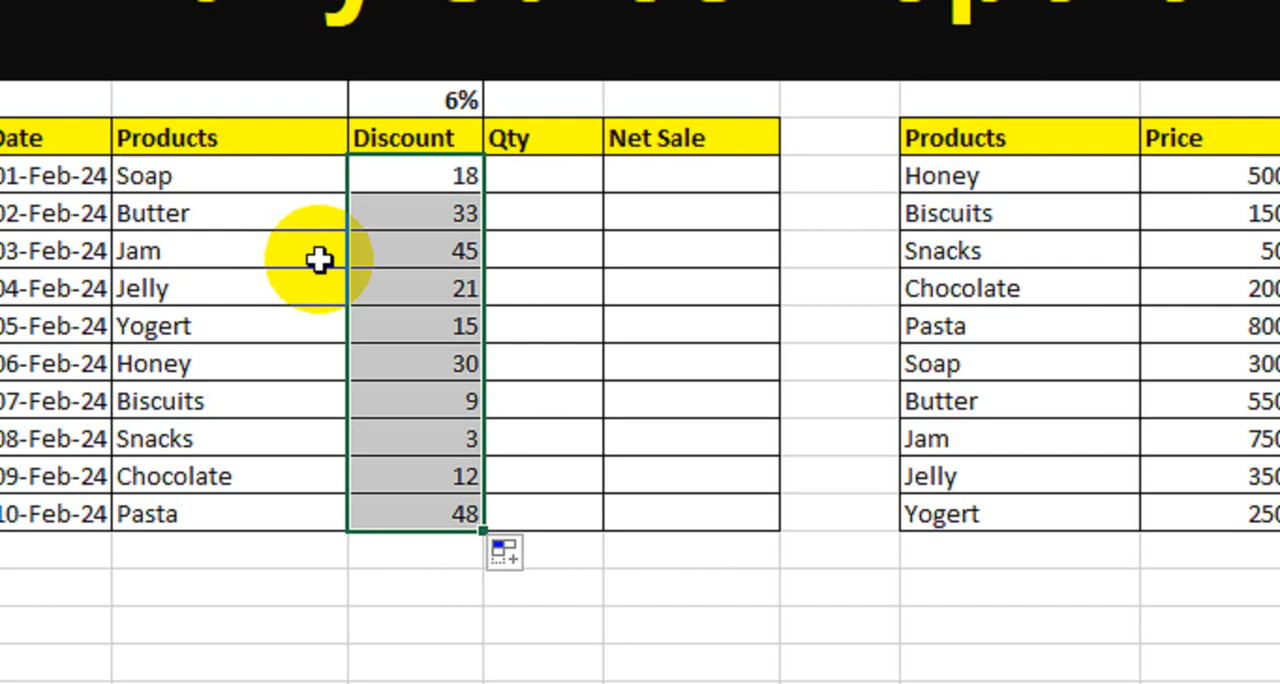 6%
Date Products Discount Qty Net Sale Products Price
01-Feb-24 Soap 18 Honey 500
02-Feb-24 Butter 33 Biscuits 150
03-Feb-24 Jam 45 Snacks 50
04-Feb-24 Jelly 21 Chocolate 200
05-Feb-24 Yogert 15 Pasta 800
06-Feb-24 Honey 30 Soap 300
07-Feb-24 Biscuits 9 Butter 550
08-Feb-24 Snacks 3 Jam 750
09-Feb-24 Chocolate 12 Jelly 350
10-Feb-24 Pasta 48 Yogert 250